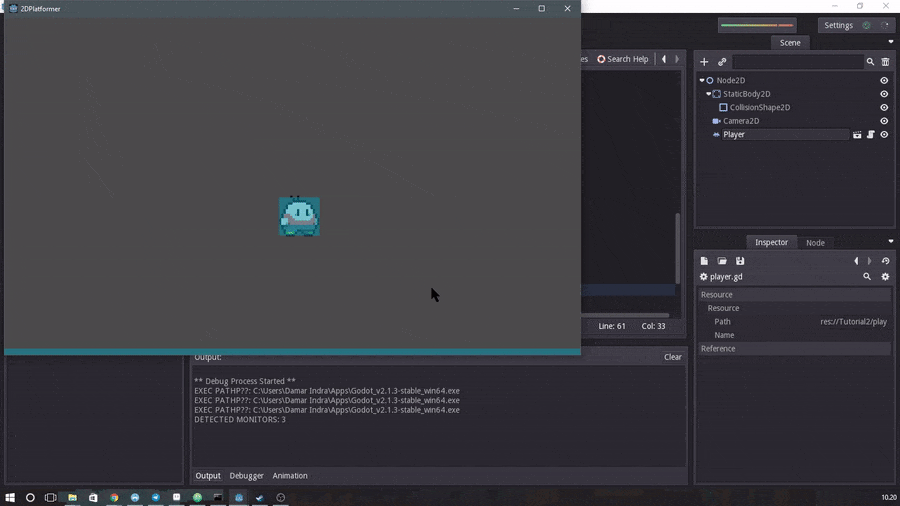 2DPlatformer
Settings
Scene
es
Search Help
Node2D
StaticBody2D
CollisionShape2D
Camera2D
Player
Inspector
Node
player.gd
Resource
Resource
Path
res://Tutorial2/play
Name
Reference
Line: 61
Col: 33
Output:
Clear
** Debug Process Started **
EXEC PATHP??: C:\Users\Damar Indra\Apps\Godot_v2.1.3-stable_win64.exe
EXEC PATHP??: C:\Users\Damar Indra\Apps\Godot_v2.1.3-stable_win64.exe
EXEC PATHP??: C:\Users\Damar Indra\Apps\Godot_v2.1.3-stable_win64.exe
DETECTED MONITORS: 3
Output
Debugger
Animation
10.20